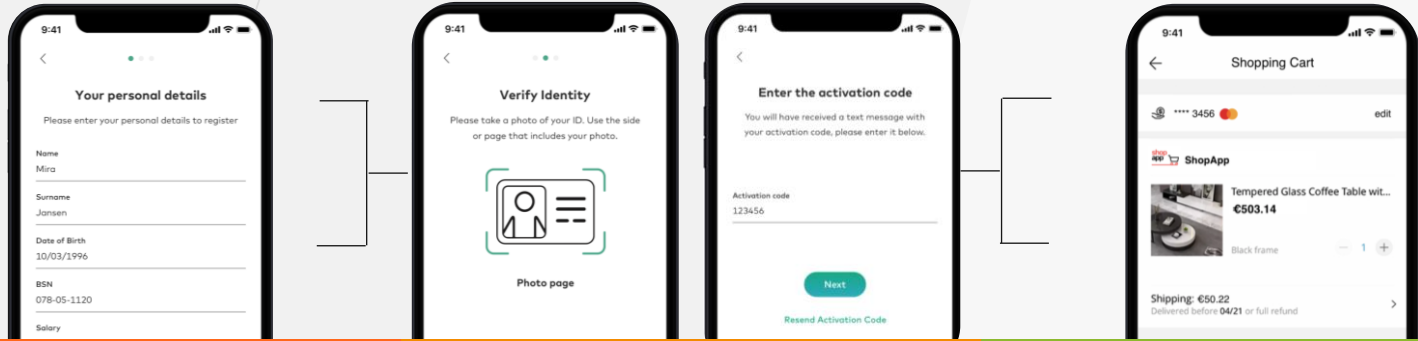 9:41
Your personal details
Please enter your personal details to register
Name
Mira
Surname
Jansen
Date of Birth
10/03/1996
BSN
078-05-1120
Salary
9:41
Verify Identity
Please take a photo of your ID. Use the side
or page that includes your photo.
Photo page
9:41
Enter the activation code
You will have received a text message with
your activation code, please enter it below.
Activation code
123456
Next
Resend Activation Code
9:41
Shopping Cart
**** 3456
edit
shop
app
ShopApp
Tempered Glass Coffee Table wit...
€503.14
Black frame
1
Shipping: €50.22
Delivered before 04/21 or full refund